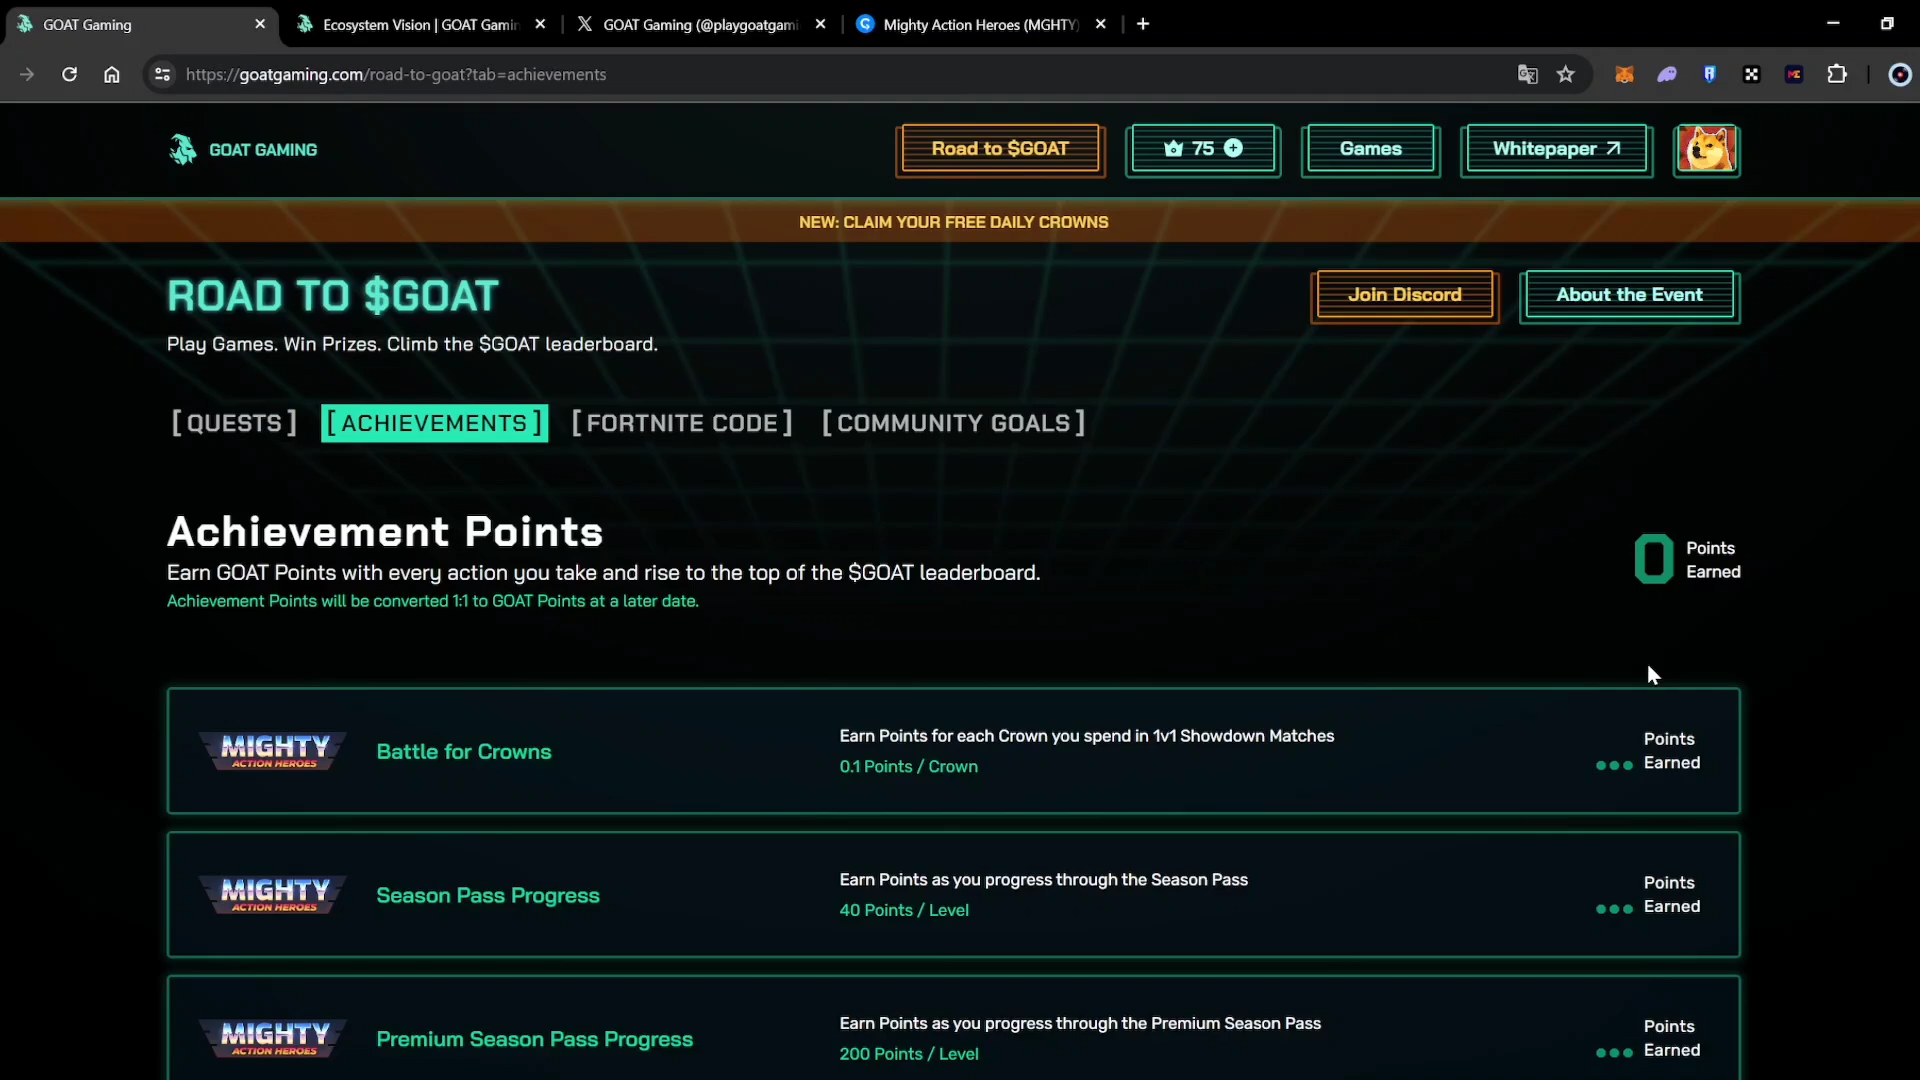 GOAT Gaming
Ecosystem Vision | GOAT Gamin
GOAT Gaming (@playgoatgami
Mighty Action Heroes (MGHTY)
https://goatgaming.com/road-to-goat?tab=achievements
GOAT GAMING
Road to $GOAT
75
Games
Whitepaper
NEW: CLAIM YOUR FREE DAILY CROWNS
ROAD TO $GOAT
Join Discord
About the Event
Play Games. Win Prizes. Climb the $GOAT leaderboard.
[QUESTS]
[ACHIEVEMENTS]
[FORTNITE CODE]
[COMMUNITY GOALS]
Achievement Points
Earn GOAT Points with every action you take and rise to the top of the $GOAT leaderboard.
Achievement Points will be converted 1:1 to GOAT Points at a later date.
0
Points
Earned
MIGHTY
ACTION HEROES
Battle for Crowns
Earn Points for each Crown you spend in 1v1 Showdown Matches
0.1 Points / Crown
Points
Earned
MIGHTY
ACTION HEROES
Season Pass Progress
Earn Points as you progress through the Season Pass
40 Points / Level
Points
Earned
MIGHTY
ACTION HEROES
Premium Season Pass Progress
Earn Points as you progress through the Premium Season Pass
200 Points / Level
Points
Earned